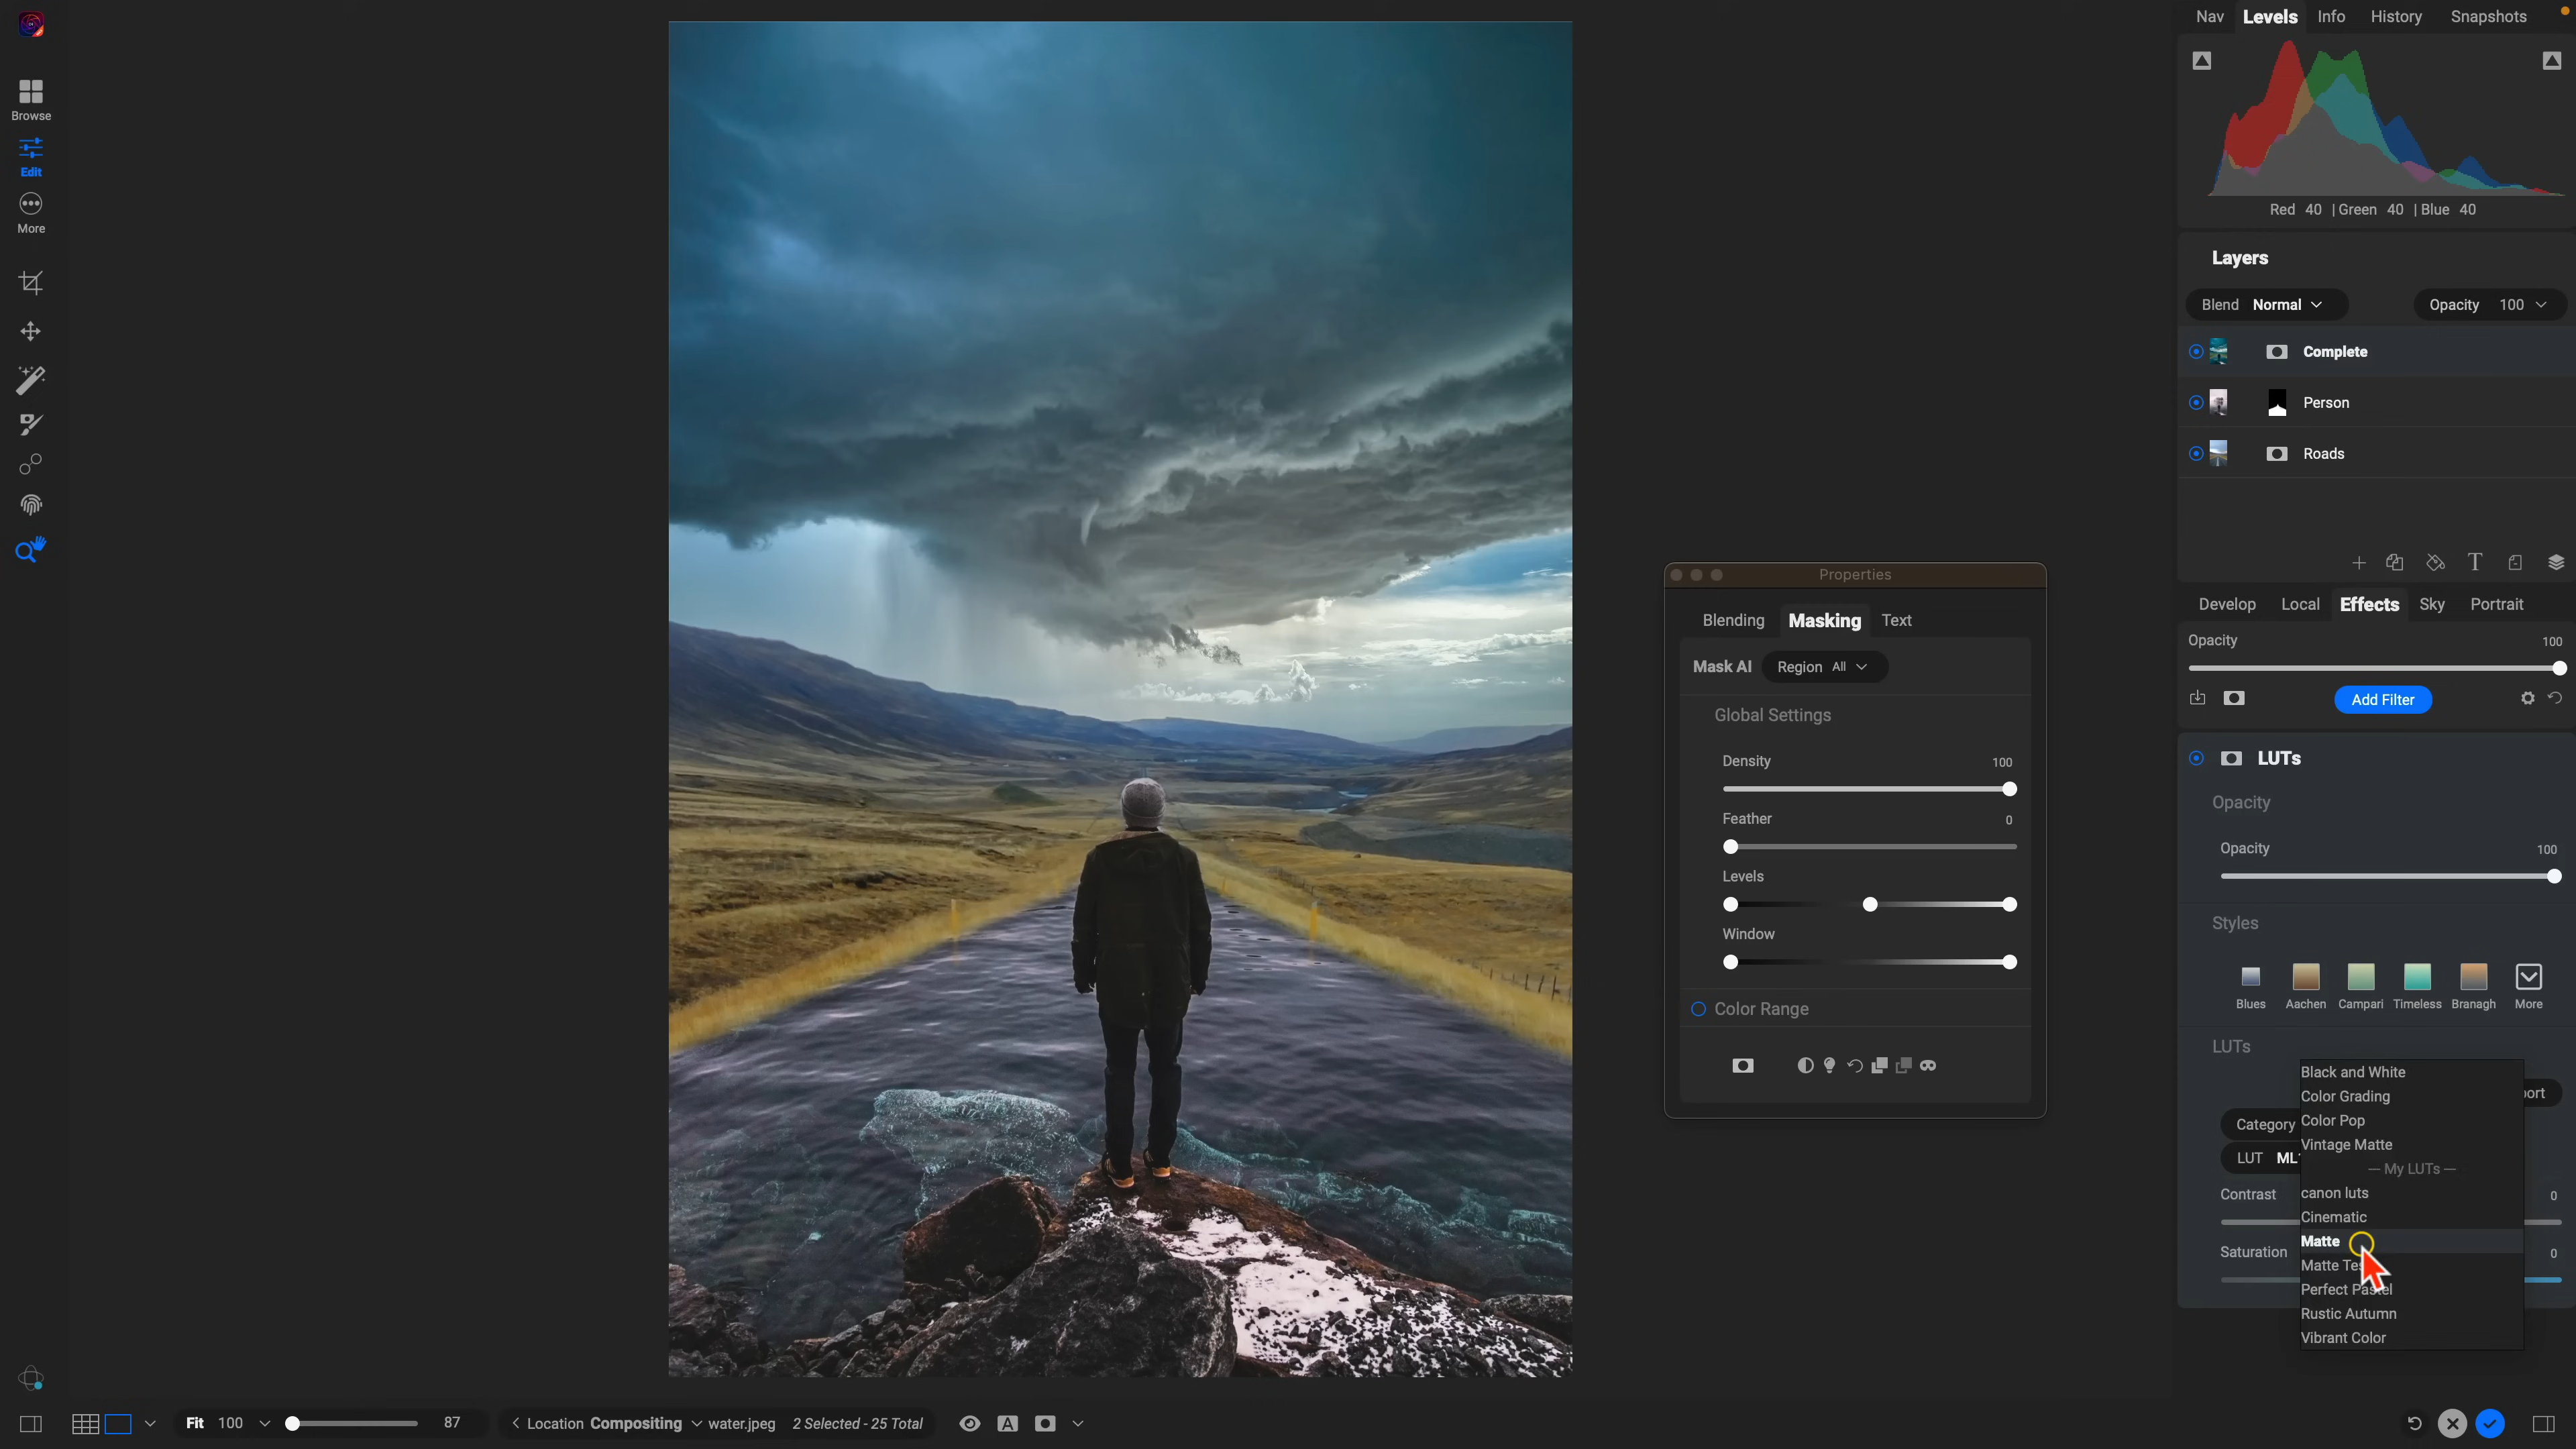 Nav Levels Info History Snapshots
Browse
Edit
More
Red 40 | Green 40 | Blue 40
Layers
Blend Normal Opacity 100
Complete
Person
Roads
T
Develop Local Effects Sky Portrait
Opacity 100
Add Filter
LUTs
Opacity
Opacity 100
Styles
Blues Aachen Campari Timeless Branagh More
LUTs
Category
LUT
Contrast 0
Saturation 0
Black and White
Color Grading
Color Pop
Vintage Matte
— My LUTs —
canon luts
Cinematic
Matte
Matte
Perfect Pastel
Rustic Autumn
Vibrant Color
Properties
Blending Masking Text
Mask AI Region All
Global Settings
Density 100
Feather 0
Levels
Window
Color Range
Fit 100 87 Location Compositing water.jpeg 2 Selected - 25 Total A